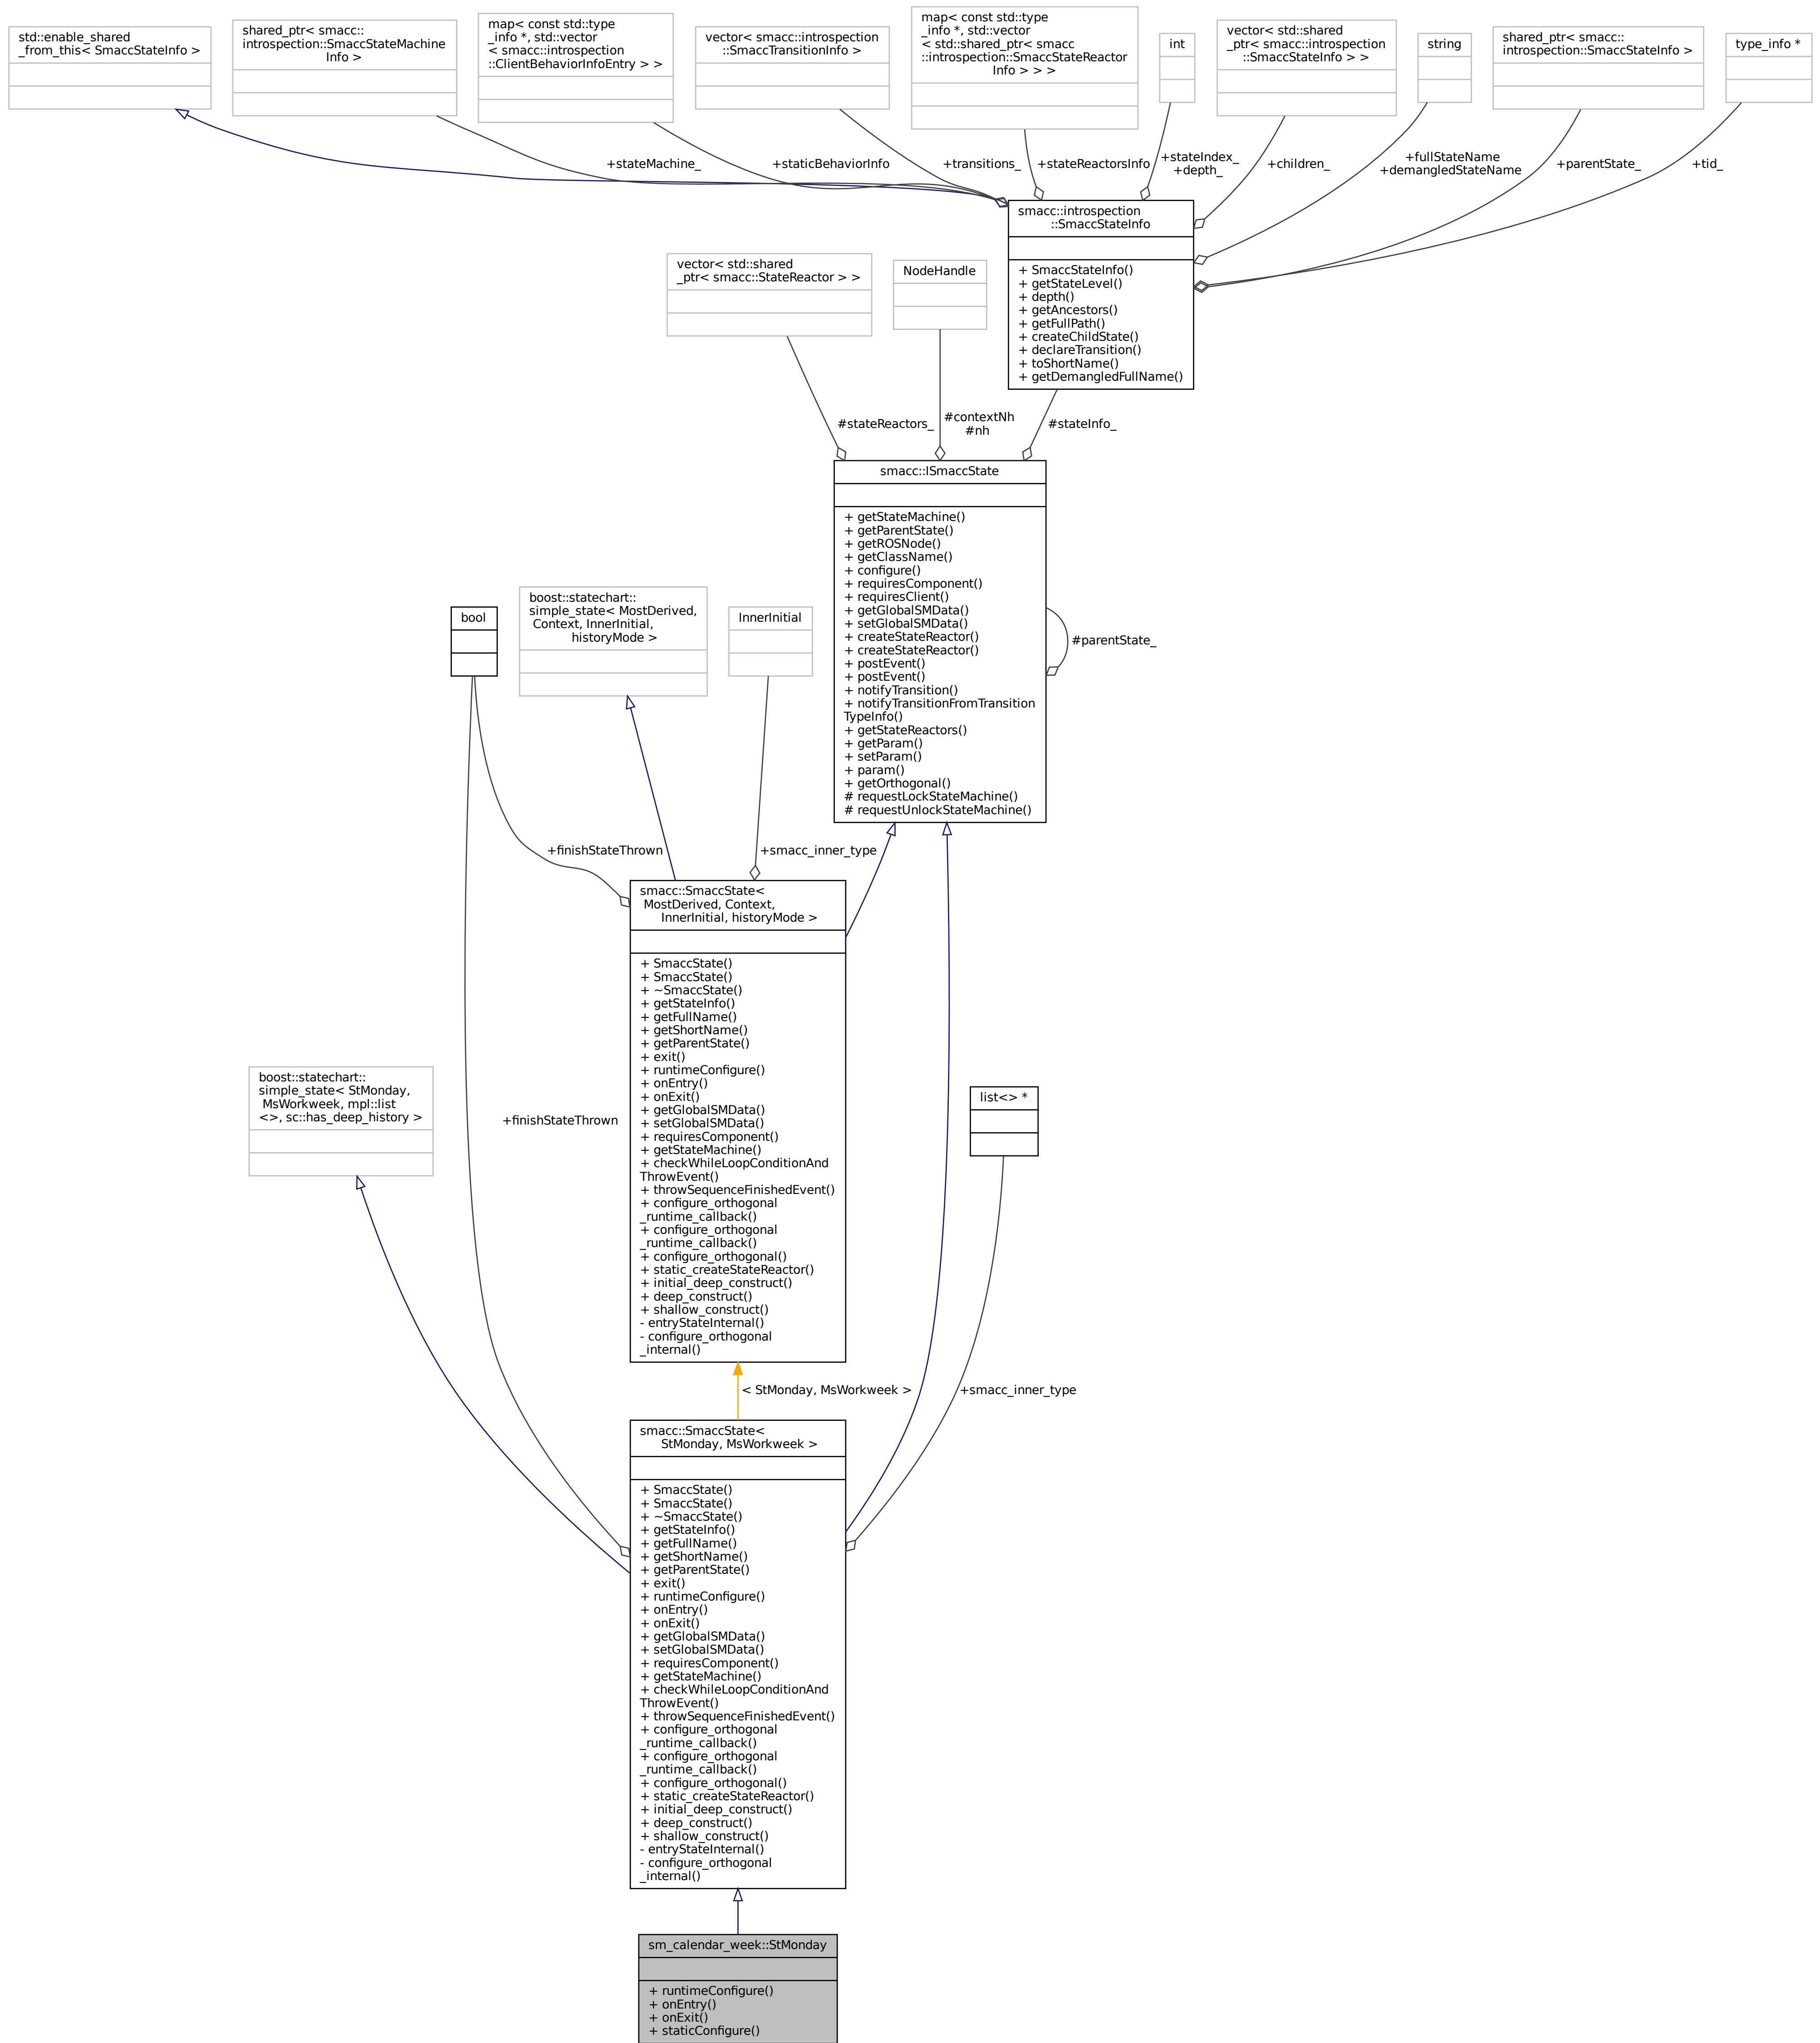 std::enable_shared
_from_this< SmaccStateInfo >
shared_ptr< smacc::
introspection::SmaccStateMachine
Info >
map< const std::type
_info *, std::vector
< smacc::introspection
::ClientBehaviorInfoEntry > >
vector< smacc::introspection
::SmaccTransitionInfo >
map< const std::type
_info *, std::vector
< std::shared_ptr< smacc
::introspection::SmaccStateReactor
Info > > >
int
vector< std::shared
_ptr< smacc::introspection
::SmaccStateInfo > >
string
shared_ptr< smacc::
introspection::SmaccStateInfo >
type_info *
+stateMachine_
+staticBehaviorInfo
+transitions_
+stateReactorsInfo
+stateIndex_
+depth_
+children_
+fullStateName
+demangledStateName
+parentState_
+tid_
smacc::introspection
::SmaccStateInfo
+ SmaccStateInfo()
+ getStateLevel()
+ depth()
+ getAncestors()
+ getFullPath()
+ createChildState()
+ declareTransition()
+ toShortName()
+ getDemangledFullName()
vector< std::shared
_ptr< smacc::StateReactor > >
NodeHandle
#stateReactors_
#contextNh
#nh
#stateInfo_
smacc::ISmaccState
+ getStateMachine()
+ getParentState()
+ getROSNode()
+ getClassName()
+ configure()
+ requiresComponent()
+ requiresClient()
+ getGlobalSMData()
+ setGlobalSMData()
+ createStateReactor()
+ createStateReactor()
+ postEvent()
+ postEvent()
+ notifyTransition()
+ notifyTransitionFromTransition
TypeInfo()
+ getStateReactors()
+ getParam()
+ setParam()
+ param()
+ getOrthogonal()
# requestLockStateMachine()
# requestUnlockStateMachine()
#parentState_
bool
boost::statechart::
simple_state< MostDerived,
Context, InnerInitial,
historyMode >
InnerInitial
+finishStateThrown
+smacc_inner_type
smacc::SmaccState<
MostDerived, Context,
InnerInitial, historyMode >
+ SmaccState()
+ SmaccState()
+ ~SmaccState()
+ getStateInfo()
+ getFullName()
+ getShortName()
+ getParentState()
+ exit()
+ runtimeConfigure()
+ onEntry()
+ onExit()
+ getGlobalSMData()
+ setGlobalSMData()
+ requiresComponent()
+ getStateMachine()
+ checkWhileLoopConditionAnd
ThrowEvent()
+ throwSequenceFinishedEvent()
+ configure_orthogonal
_runtime_callback()
+ configure_orthogonal
_runtime_callback()
+ configure_orthogonal()
+ static_createStateReactor()
+ initial_deep_construct()
+ deep_construct()
+ shallow_construct()
- entryStateInternal()
- configure_orthogonal
_internal()
boost::statechart::
simple_state< StMonday,
MsWorkweek, mpl::list
<>, sc::has_deep_history >
+finishStateThrown
list<> *
< StMonday, MsWorkweek >
+smacc_inner_type
smacc::SmaccState<
StMonday, MsWorkweek >
+ SmaccState()
+ SmaccState()
+ ~SmaccState()
+ getStateInfo()
+ getFullName()
+ getShortName()
+ getParentState()
+ exit()
+ runtimeConfigure()
+ onEntry()
+ onExit()
+ getGlobalSMData()
+ setGlobalSMData()
+ requiresComponent()
+ getStateMachine()
+ checkWhileLoopConditionAnd
ThrowEvent()
+ throwSequenceFinishedEvent()
+ configure_orthogonal
_runtime_callback()
+ configure_orthogonal
_runtime_callback()
+ configure_orthogonal()
+ static_createStateReactor()
+ initial_deep_construct()
+ deep_construct()
+ shallow_construct()
- entryStateInternal()
- configure_orthogonal
_internal()
sm_calendar_week::StMonday
+ runtimeConfigure()
+ onEntry()
+ onExit()
+ staticConfigure()